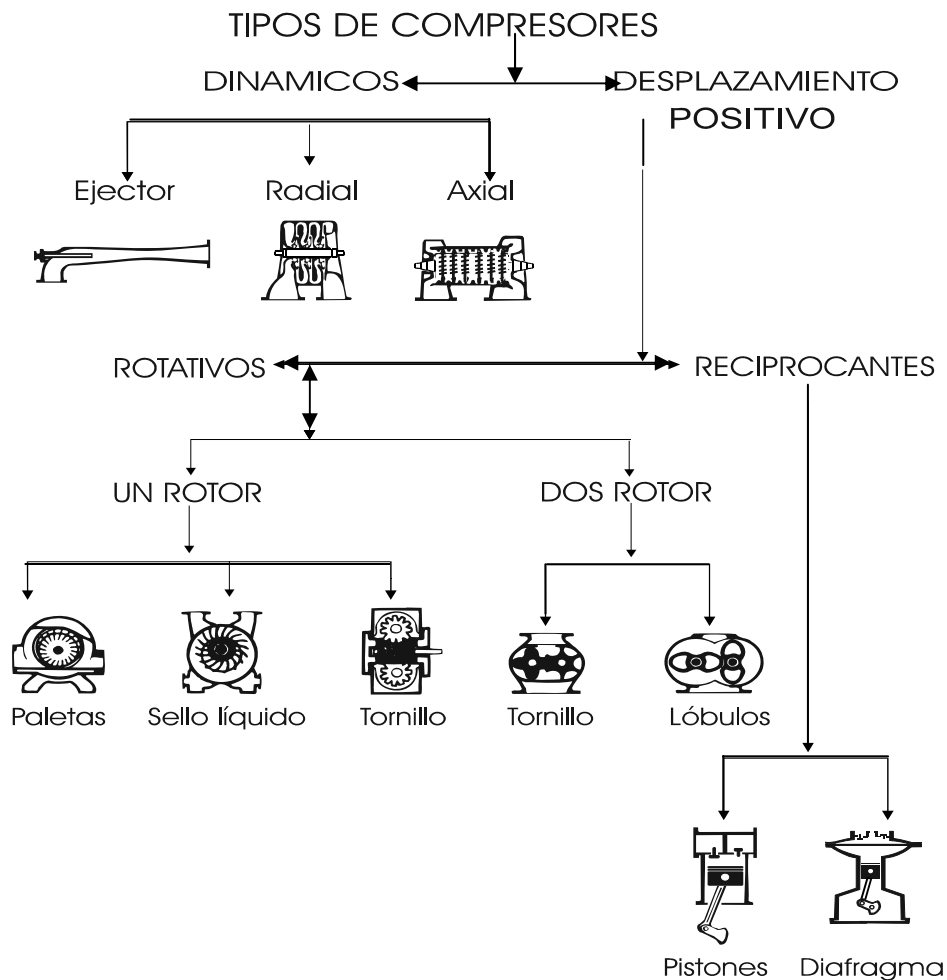 TIPOS DE COMPRESORES
DINAMICOS
DESPLAZAMIENTO
POSITIVO
Ejector
Radial
Axial
ROTATIVOS
RECIPROCANTES
UN ROTOR
DOS ROTOR
Paletas
Sello líquido
Tornillo
Tornillo
Lóbulos
Pistones
Diafragma